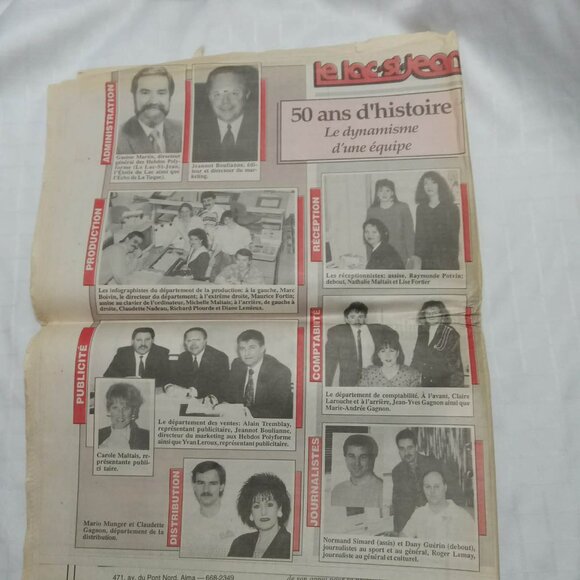 le lac-st-jean
50 ans d'histoire
Le dynamisme
d'une équipe
ADMINISTRATION
Gaston Martin, directeur
général des Hebdos Poly-
forme (Le Lac-St-Jean,
l'Étoile du Lac ainsi que
l'Écho de La Tuque).
Jeannot Boulianne, édi-
teur et directeur du mar-
keting.
PRODUCTION
Les infographistes du département de la production: à la gauche, Marc
Boivin, le directeur du département; à l'extrême droite, Maurice Fortin;
assise au clavier de l'ordinateur, Michelle Maltais; à l'arrière, de gauche à
droite, Claudette Nadeau, Richard Plourde et Diane Lemieux.
RÉCEPTION
Les réceptionnistes: assise, Raymonde Potvin;
debout, Nathalie Maltais et Lise Fortier
PUBLICITÉ
Le département des ventes: Alain Tremblay,
représentant publicitaire, Jeannot Boulianne,
directeur du marketing aux Hebdos Polyforme
ainsi que Yvan Leroux, représentant publicitaire.
Carole Maltais, re-
présentante publi-
citaire.
COMPTABILITÉ
Le département de comptabilité. À l'avant, Claire
Larouche et à l'arrière, Jean-Yves Gagnon ainsi que
Marie-Andrée Gagnon.
DISTRIBUTION
Mario Munger et Claudette
Gagnon, département de la
distribution.
JOURNALISTES
Normand Simard (assis) et Dany Guérin (debout),
journalistes au sport et au général, Roger Lemay,
journaliste au général et culturel.
471, av. du Pont Nord, Alma — 668-2349